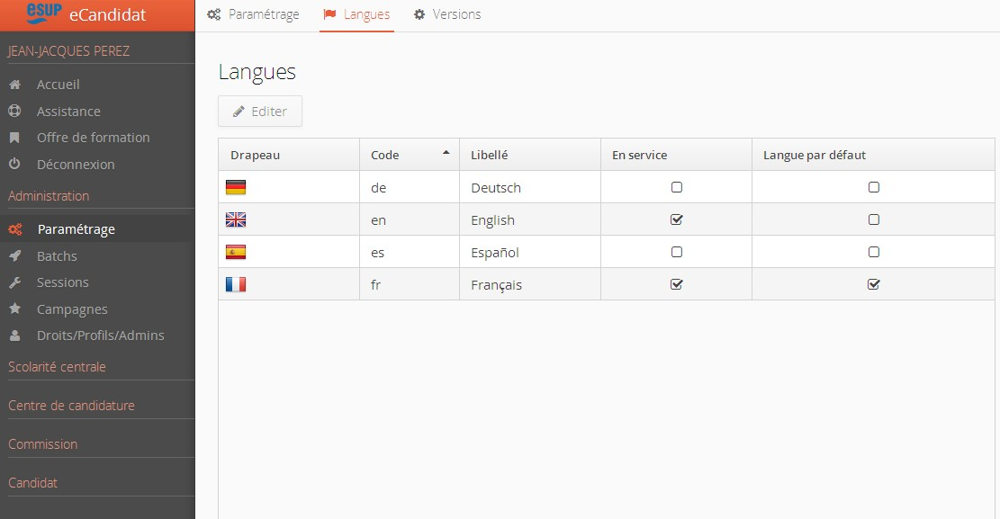 esup eCandidat
JEAN-JACQUES PEREZ
Accueil
Assistance
Offre de formation
Déconnexion
Administration
Paramétrage
Batchs
Sessions
Campagnes
Droits/Profils/Admins
Scolarité centrale
Centre de candidature
Commission
Candidat
Paramétrage Langues Versions
Langues
Editer
Drapeau Code Libellé En service Langue par défaut
de Deutsch
en English
es Español
fr Français